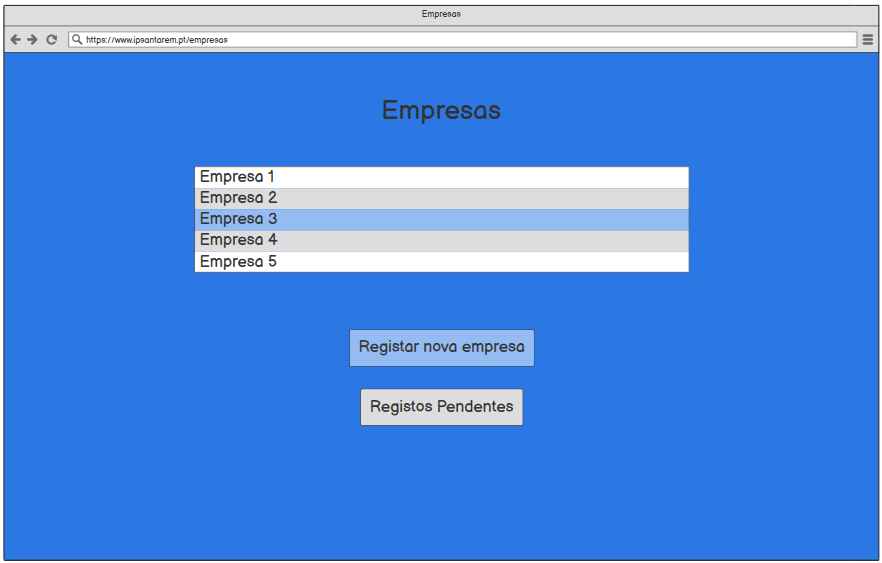 Empresas
https://www.ipsantarem.pt/empresas
Empresas
Empresa 1
Empresa 2
Empresa 3
Empresa 4
Empresa 5
Registar nova empresa
Registos Pendentes